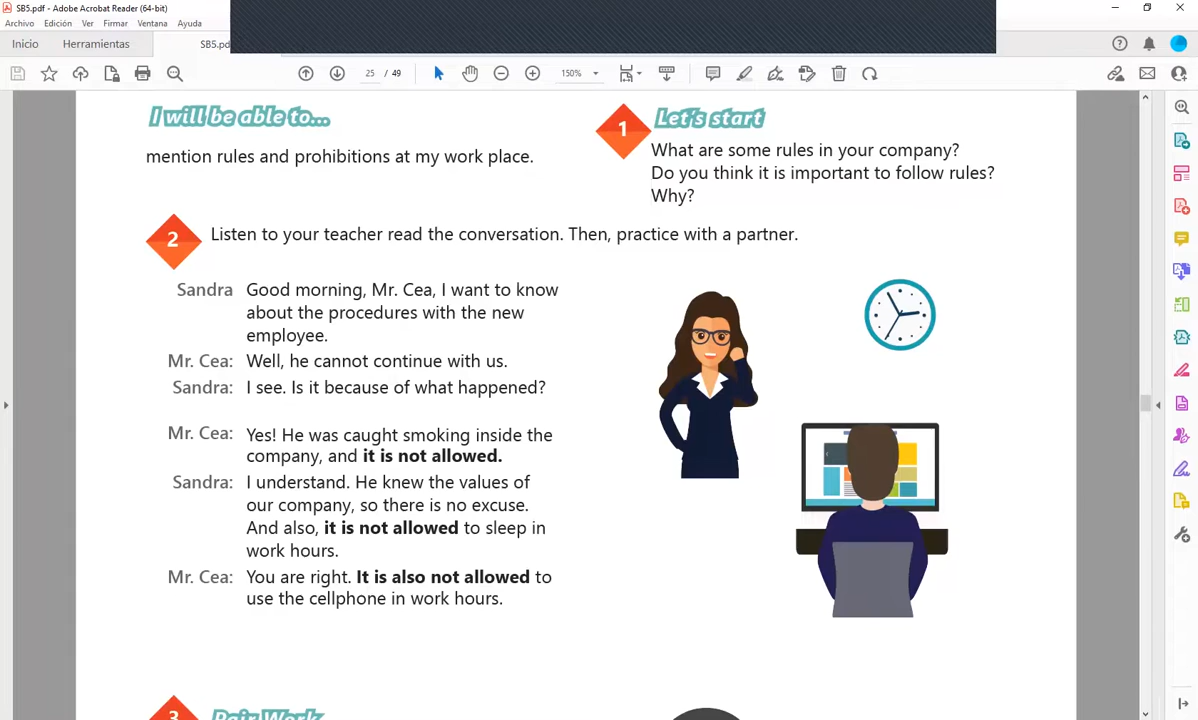 SB5.pdf - Adobe Acrobat Reader (64-bit)
Archivo Edición Ver Firmar Ventana Ayuda
Inicio Herramientas SB5.pd
25 / 49 150%
I will be able to...
mention rules and prohibitions at my work place.
1 Let's start
What are some rules in your company?
Do you think it is important to follow rules?
Why?
2 Listen to your teacher read the conversation. Then, practice with a partner.
Sandra Good morning, Mr. Cea, I want to know
about the procedures with the new
employee.
Mr. Cea: Well, he cannot continue with us.
Sandra: I see. Is it because of what happened?
Mr. Cea: Yes! He was caught smoking inside the
company, and it is not allowed.
Sandra: I understand. He knew the values of
our company, so there is no excuse.
And also, it is not allowed to sleep in
work hours.
Mr. Cea: You are right. It is also not allowed to
use the cellphone in work hours.
3 Pair Work